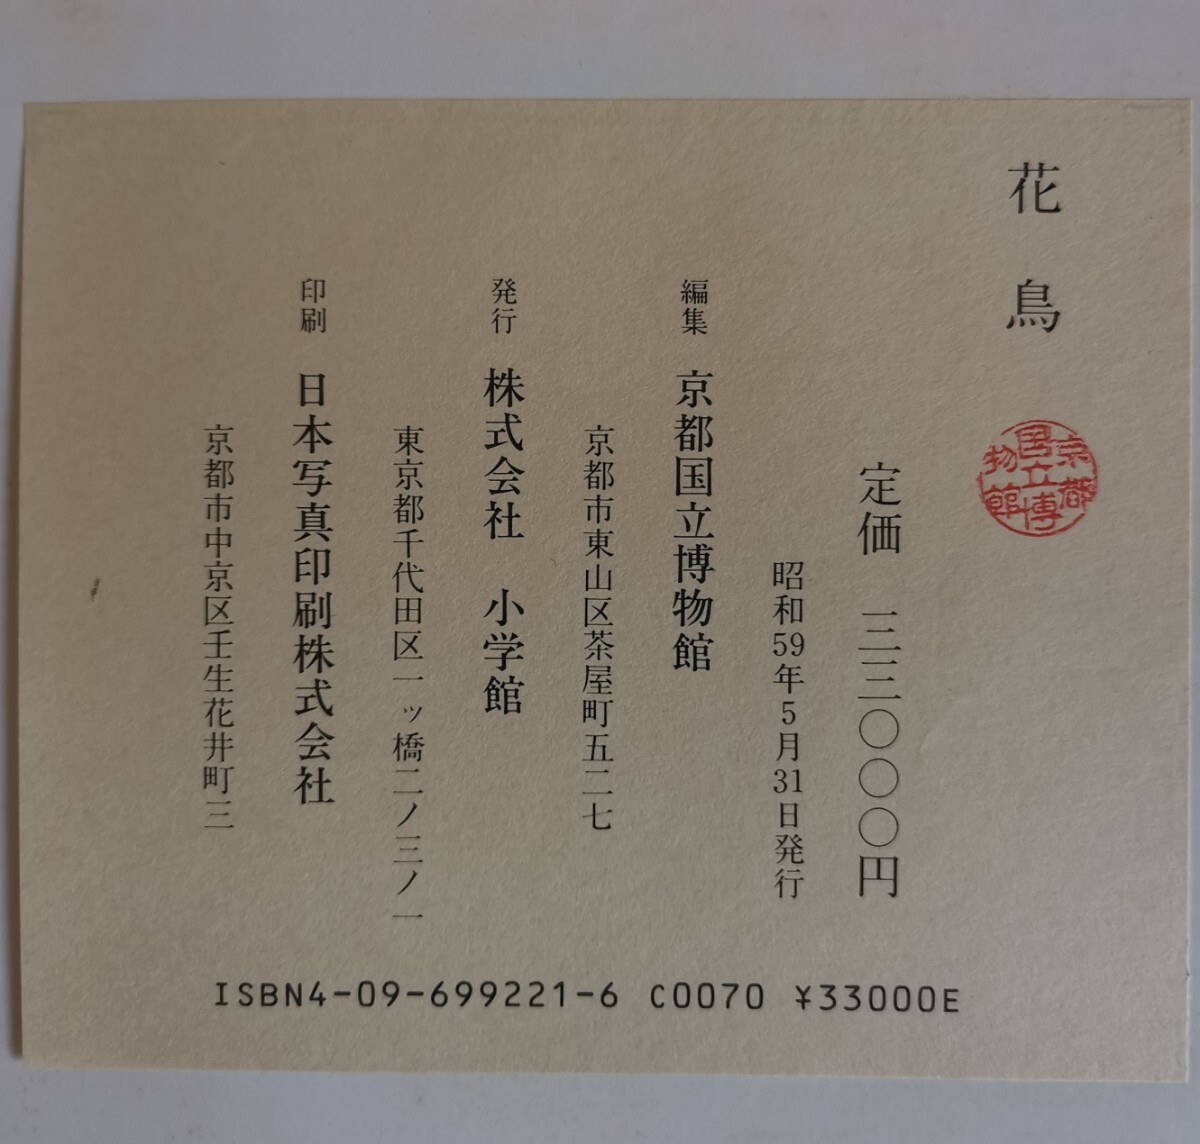 花鳥
京都国立博物館
定価 三三〇〇〇円
昭和59年5月31日発行
編集 京都国立博物館
京都市東山区茶屋町五二七
発行 株式会社 小学館
東京都千代田区一ッ橋二ノ三ノ一
印刷 日本写真印刷株式会社
京都市中京区壬生花井町三
ISBN4-09-699221-6 C0070 ¥33000E